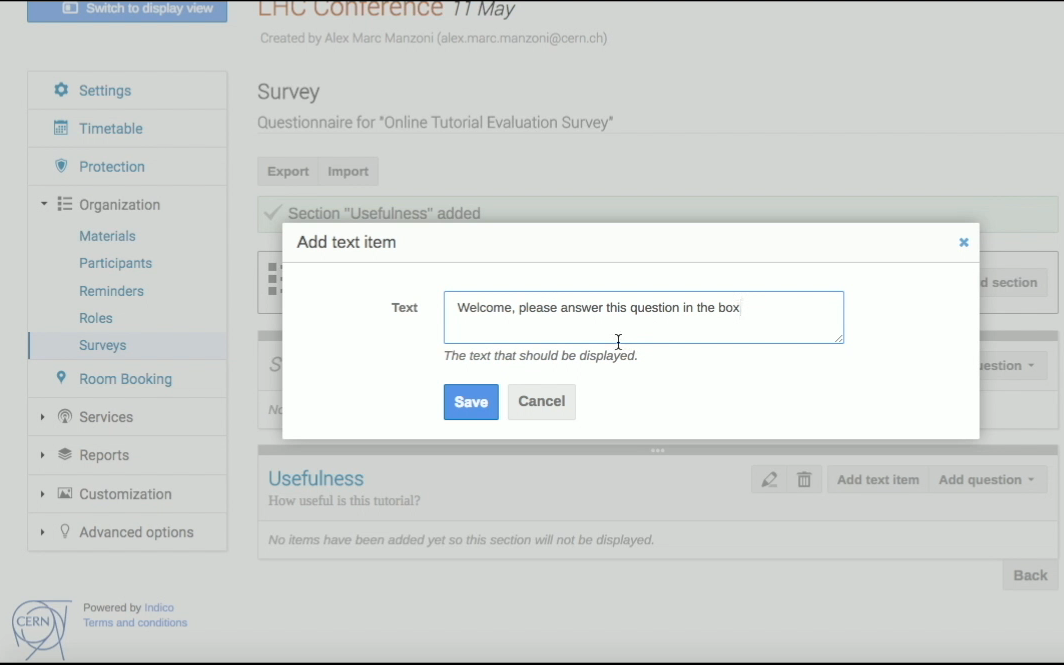 Switch to display view
LHC Conference 11 May
Created by Alex Marc Manzoni (alex.marc.manzoni@cern.ch)
Settings
Timetable
Protection
Organization
Materials
Participants
Reminders
Roles
Surveys
Room Booking
Services
Reports
Customization
Advanced options
Survey
Questionnaire for "Online Tutorial Evaluation Survey"
Export Import
Section "Usefulness" added
Add text item
Text
Welcome, please answer this question in the box
The text that should be displayed.
Save Cancel
section
Usefulness
Add text item Add question
How useful is this tutorial?
No items have been added yet so this section will not be displayed.
Back
CERN
Powered by Indico
Terms and conditions